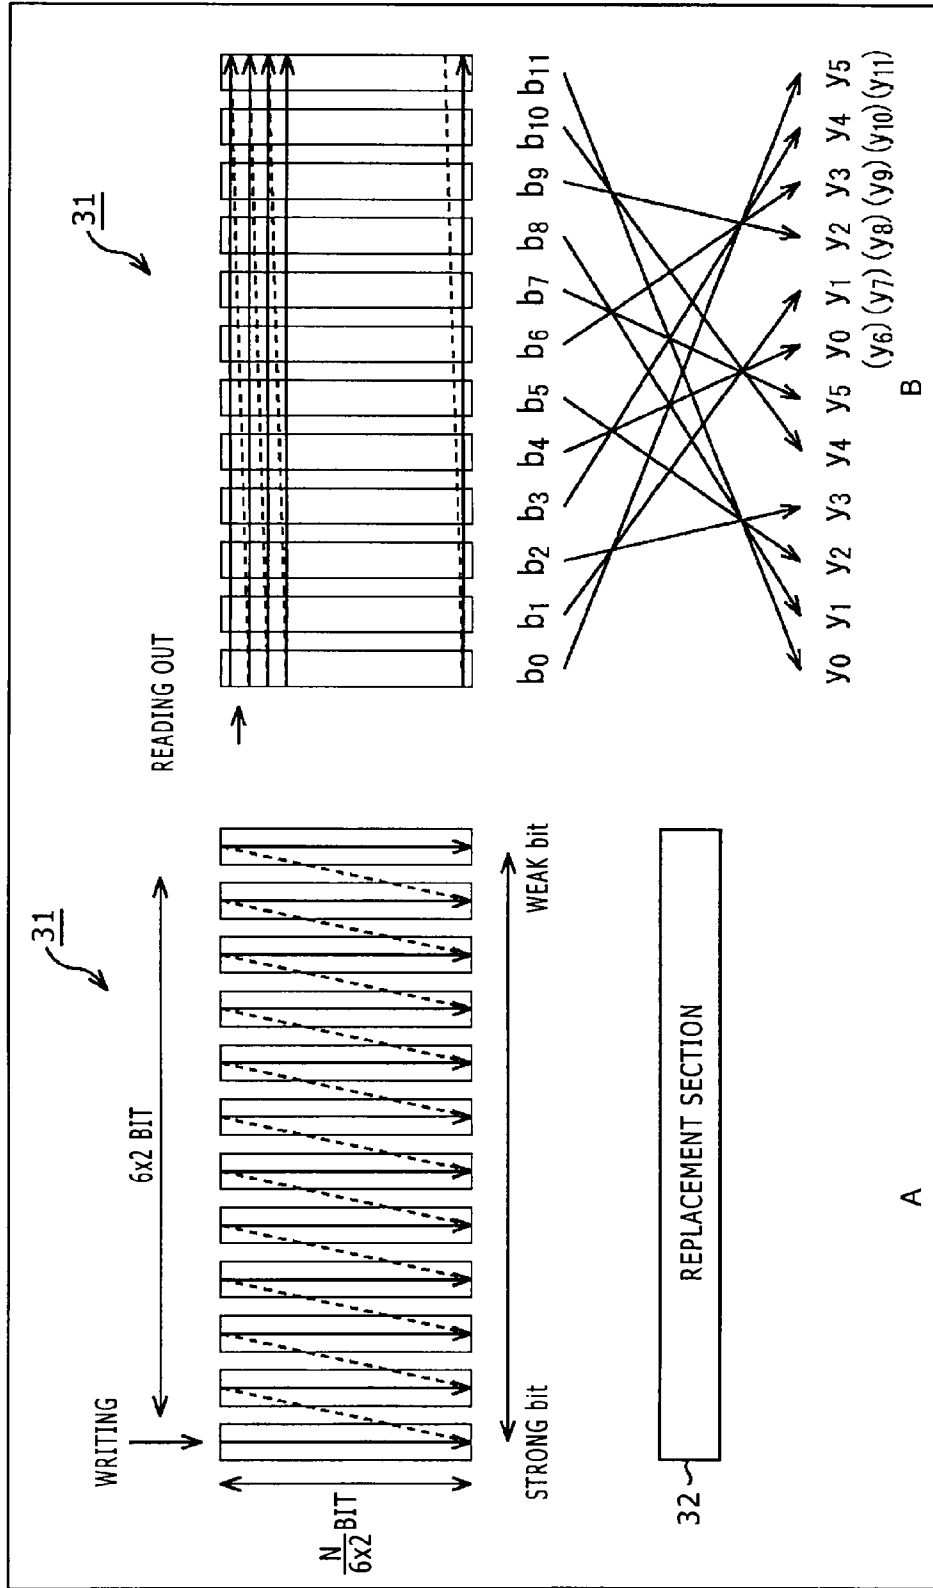 31
WRITING
6x2 BIT
N
6x2 BIT
STRONG bit
WEAK bit
32
REPLACEMENT SECTION
A
31
READING OUT
b0 b1 b2 b3 b4 b5 b6 b7 b8 b9 b10 b11
y0 y1 y2 y3 y4 y5 y0 y1 y2 y3 y4 y5
(y6) (y7) (y8) (y9) (y10) (y11)
B